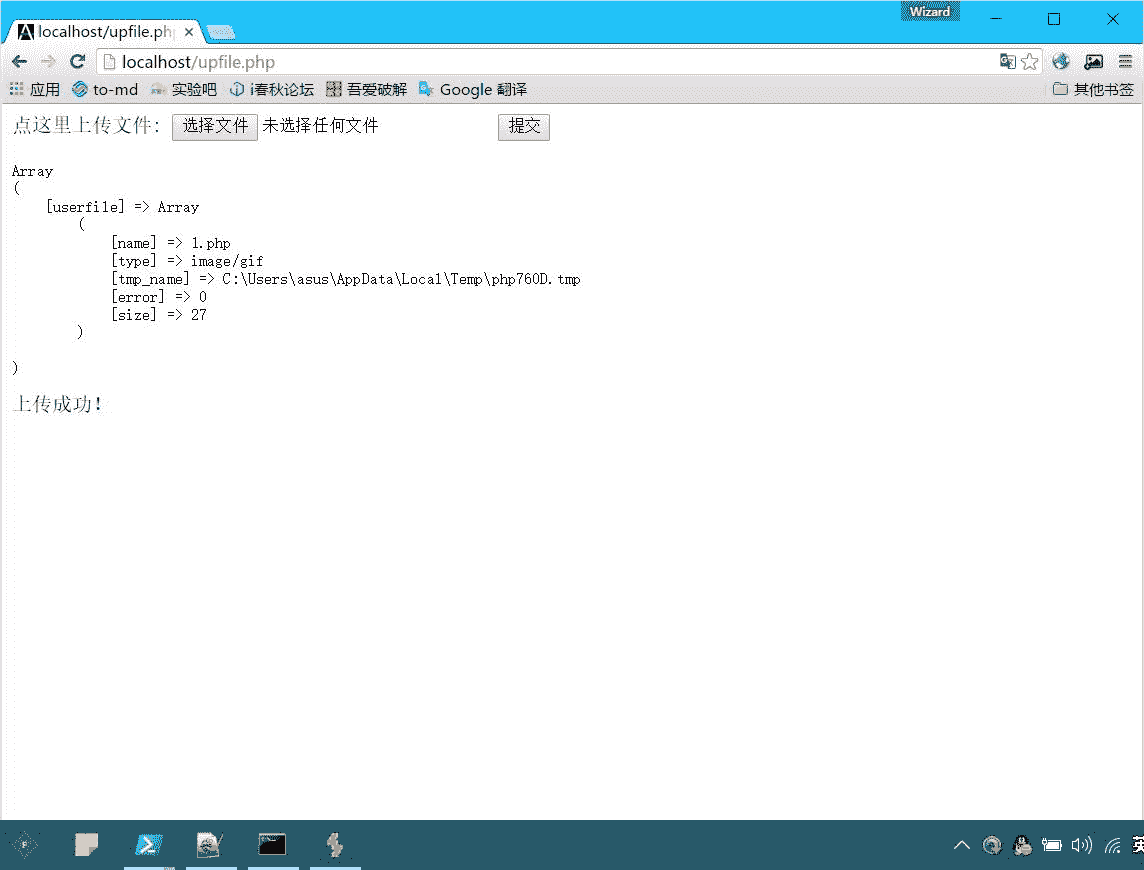 Wizard
localhost/upfile.php
localhost/upfile.php
应用 to-md 实验吧 i春秋论坛 吾爱破解 Google 翻译 其他书签
点这里上传文件: 选择文件 未选择任何文件 提交
Array
(
[userfile] => Array
(
[name] => 1.php
[type] => image/gif
[tmp_name] => C:\Users\asus\AppData\Local\Temp\php760D.tmp
[error] => 0
[size] => 27
)
)
上传成功!
英